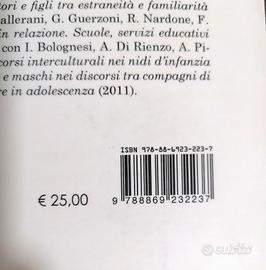 tori e figli tra estraneità e familiarità
allerani, G. Guerzoni, R. Nardone, F.
in relazione. Scuole, servizi educativi
con I. Bolognesi, A. Di Rienzo, A. Pi-
corsi interculturali nei nidi d'infanzia
e maschi nei discorsi tra compagni di
re in adolescenza (2011).
ISBN 978-88-6923-223-7
€ 25,00
9 788869 232237
subito